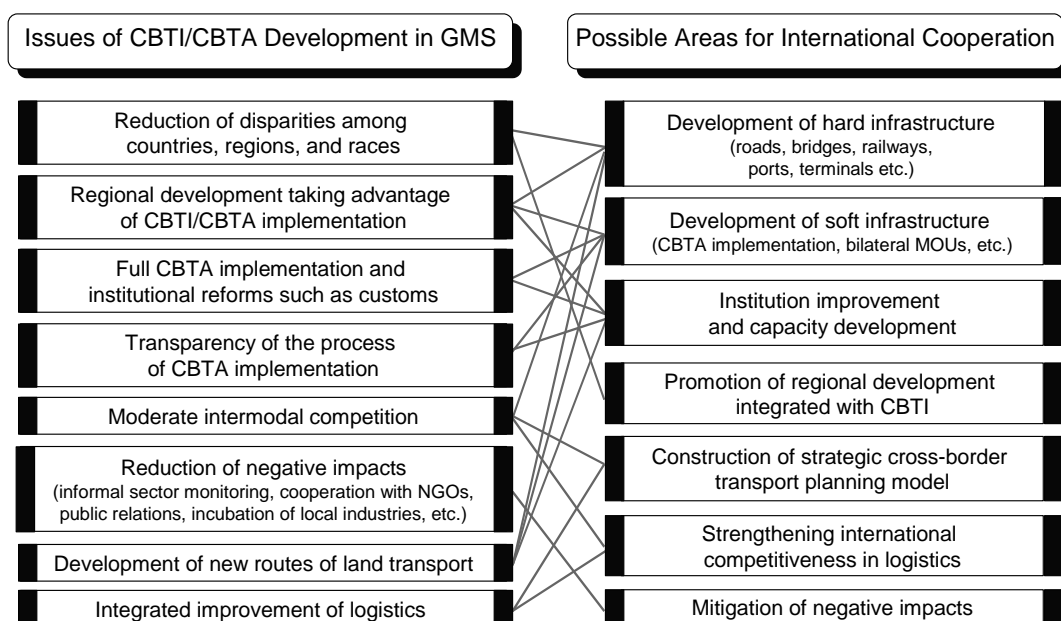 Issues of CBTI/CBTA Development in GMS
Reduction of disparities among
countries, regions, and races
Regional development taking advantage
of CBTI/CBTA implementation
Full CBTA implementation and
institutional reforms such as customs
Transparency of the process
of CBTA implementation
Moderate intermodal competition
Reduction of negative impacts
(informal sector monitoring, cooperation with NGOs,
public relations, incubation of local industries, etc.)
Development of new routes of land transport
Integrated improvement of logistics
Possible Areas for International Cooperation
Development of hard infrastructure
(roads, bridges, railways,
ports, terminals etc.)
Development of soft infrastructure
(CBTA implementation, bilateral MOUs, etc.)
Institution improvement
and capacity development
Promotion of regional development
integrated with CBTI
Construction of strategic cross-border
transport planning model
Strengthening international
competitiveness in logistics
Mitigation of negative impacts